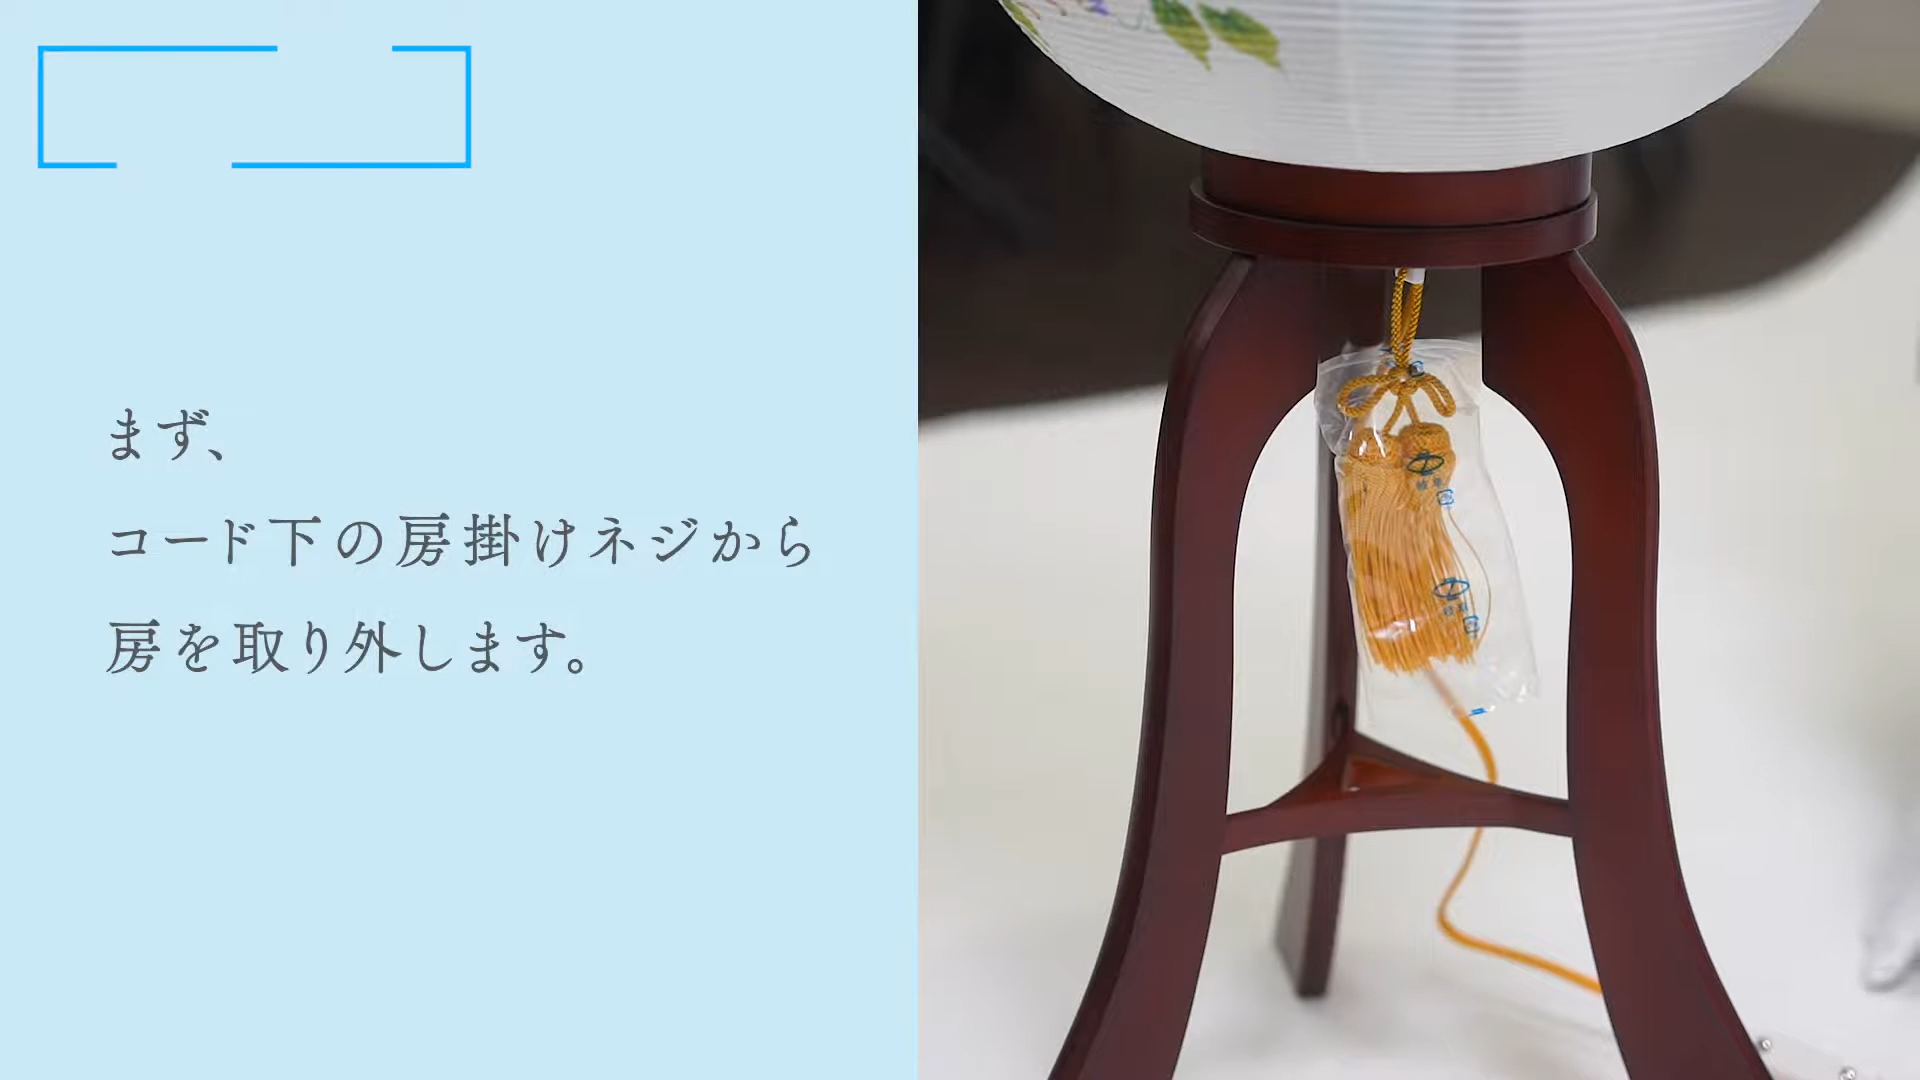 まず、
コード下の房掛けネジから
房を取り外します。